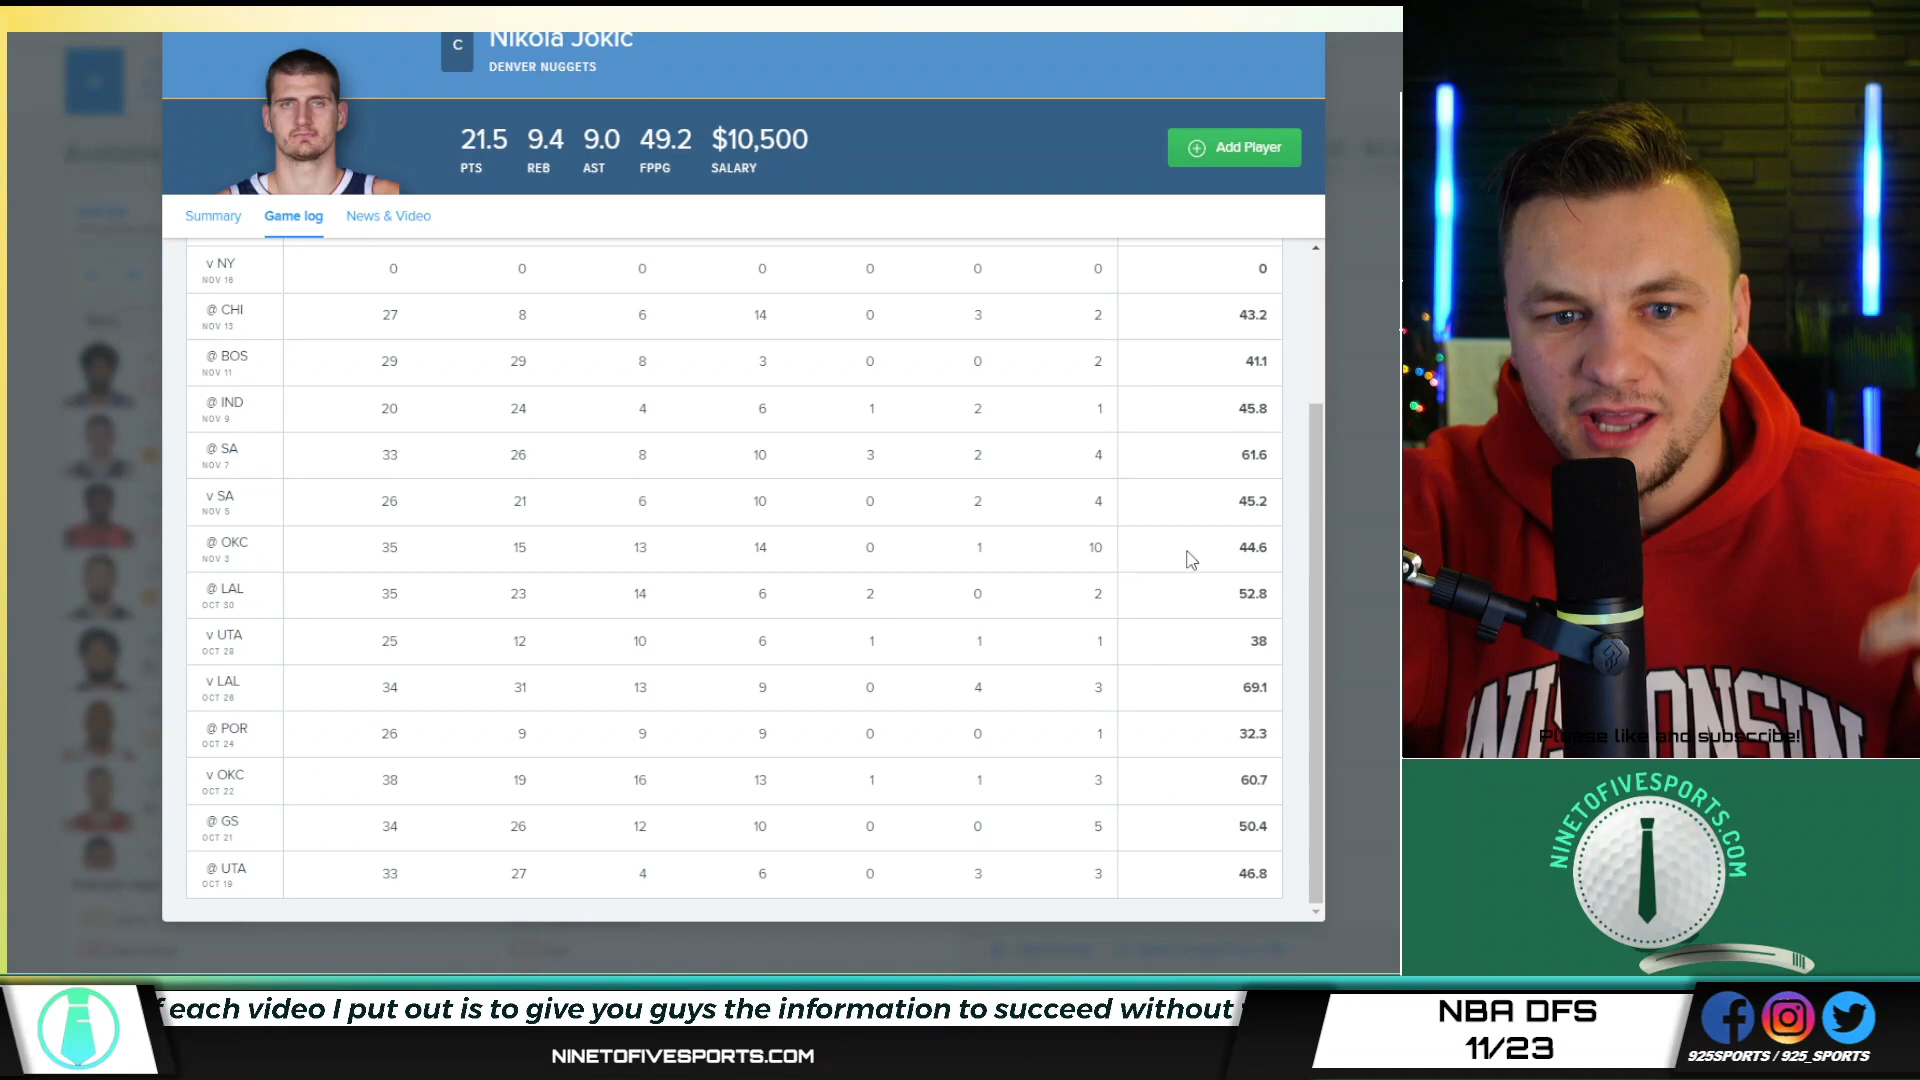 C
Nikola Jokic
DENVER NUGGETS
21.5 9.4 9.0 49.2 $10,500
PTS REB AST FPPG SALARY
Add Player
Summary Game log News & Video
v NY 0 0 0 0 0 0 0 0
NOV 16
@ CHI 27 8 6 14 0 3 2 43.2
NOV 13
@ BOS 29 29 8 3 0 0 2 41.1
NOV 11
@ IND 20 24 4 6 1 2 1 45.8
NOV 9
@ SA 33 26 8 10 3 2 4 61.6
NOV 7
v SA 26 21 6 10 0 2 4 45.2
NOV 5
@ OKC 35 15 13 14 0 1 10 44.6
NOV 3
@ LAL 35 23 14 6 2 0 2 52.8
OCT 30
v UTA 25 12 10 6 1 1 1 38
OCT 28
v LAL 34 31 13 9 0 4 3 69.1
OCT 26
@ POR 26 9 9 9 0 0 1 32.3
OCT 24
v OKC 38 19 16 13 1 1 3 60.7
OCT 22
@ GS 34 26 12 10 0 0 5 50.4
OCT 21
@ UTA 33 27 4 6 0 3 3 46.8
OCT 19
WISCONSIN
Please like and subscribe!
NINETOFIVESPORTS.COM
f each video I put out is to give you guys the information to succeed without
NINETOFIVESPORTS.COM
NBA DFS
11/23
925SPORTS / 925_SPORTS